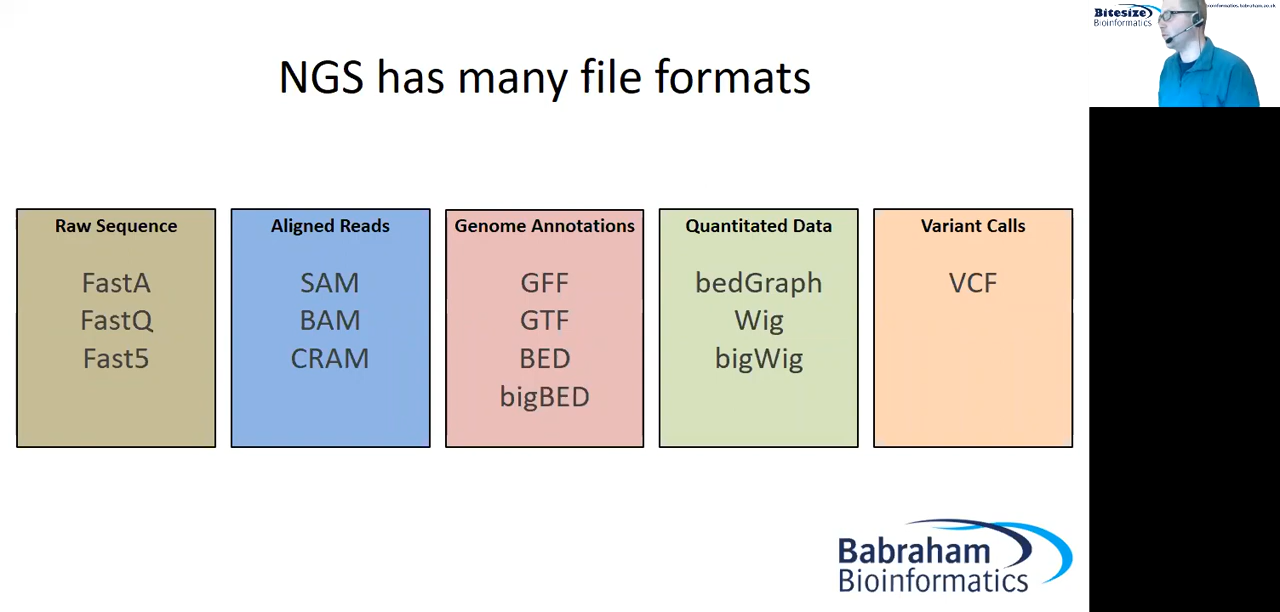 NGS has many file formats
Raw Sequence
FastA
FastQ
Fast5
Aligned Reads
SAM
BAM
CRAM
Genome Annotations
GFF
GTF
BED
bigBED
Quantitated Data
bedGraph
Wig
bigWig
Variant Calls
VCF
Babraham
Bioinformatics
Bitesize
Bioinformatics